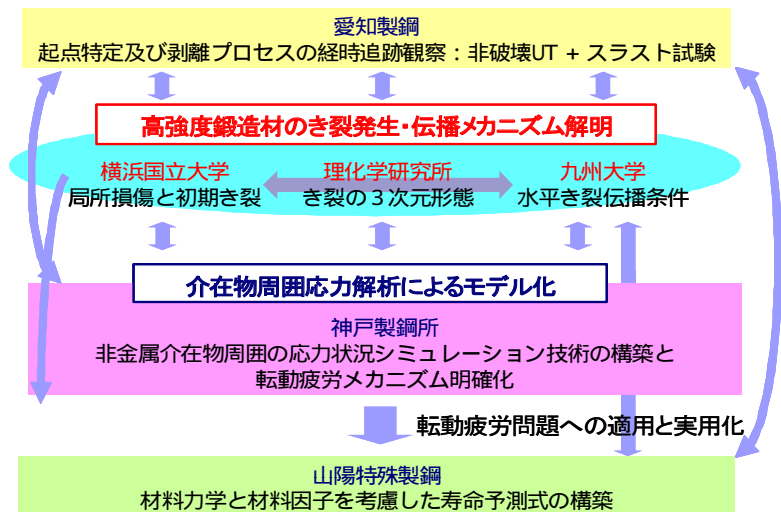 愛知製鋼
起点特定及び剥離プロセスの経時追跡観察：非破壊UT + スラスト試験
高強度鍛造材のき裂発生・伝播メカニズム解明
横浜国立大学
局所損傷と初期き裂
理化学研究所
き裂の３次元形態
九州大学
水平き裂伝播条件
介在物周囲応力解析によるモデル化
神戸製鋼所
非金属介在物周囲の応力状況シミュレーション技術の構築と
転動疲労メカニズム明確化
転動疲労問題への適用と実用化
山陽特殊製鋼
材料力学と材料因子を考慮した寿命予測式の構築